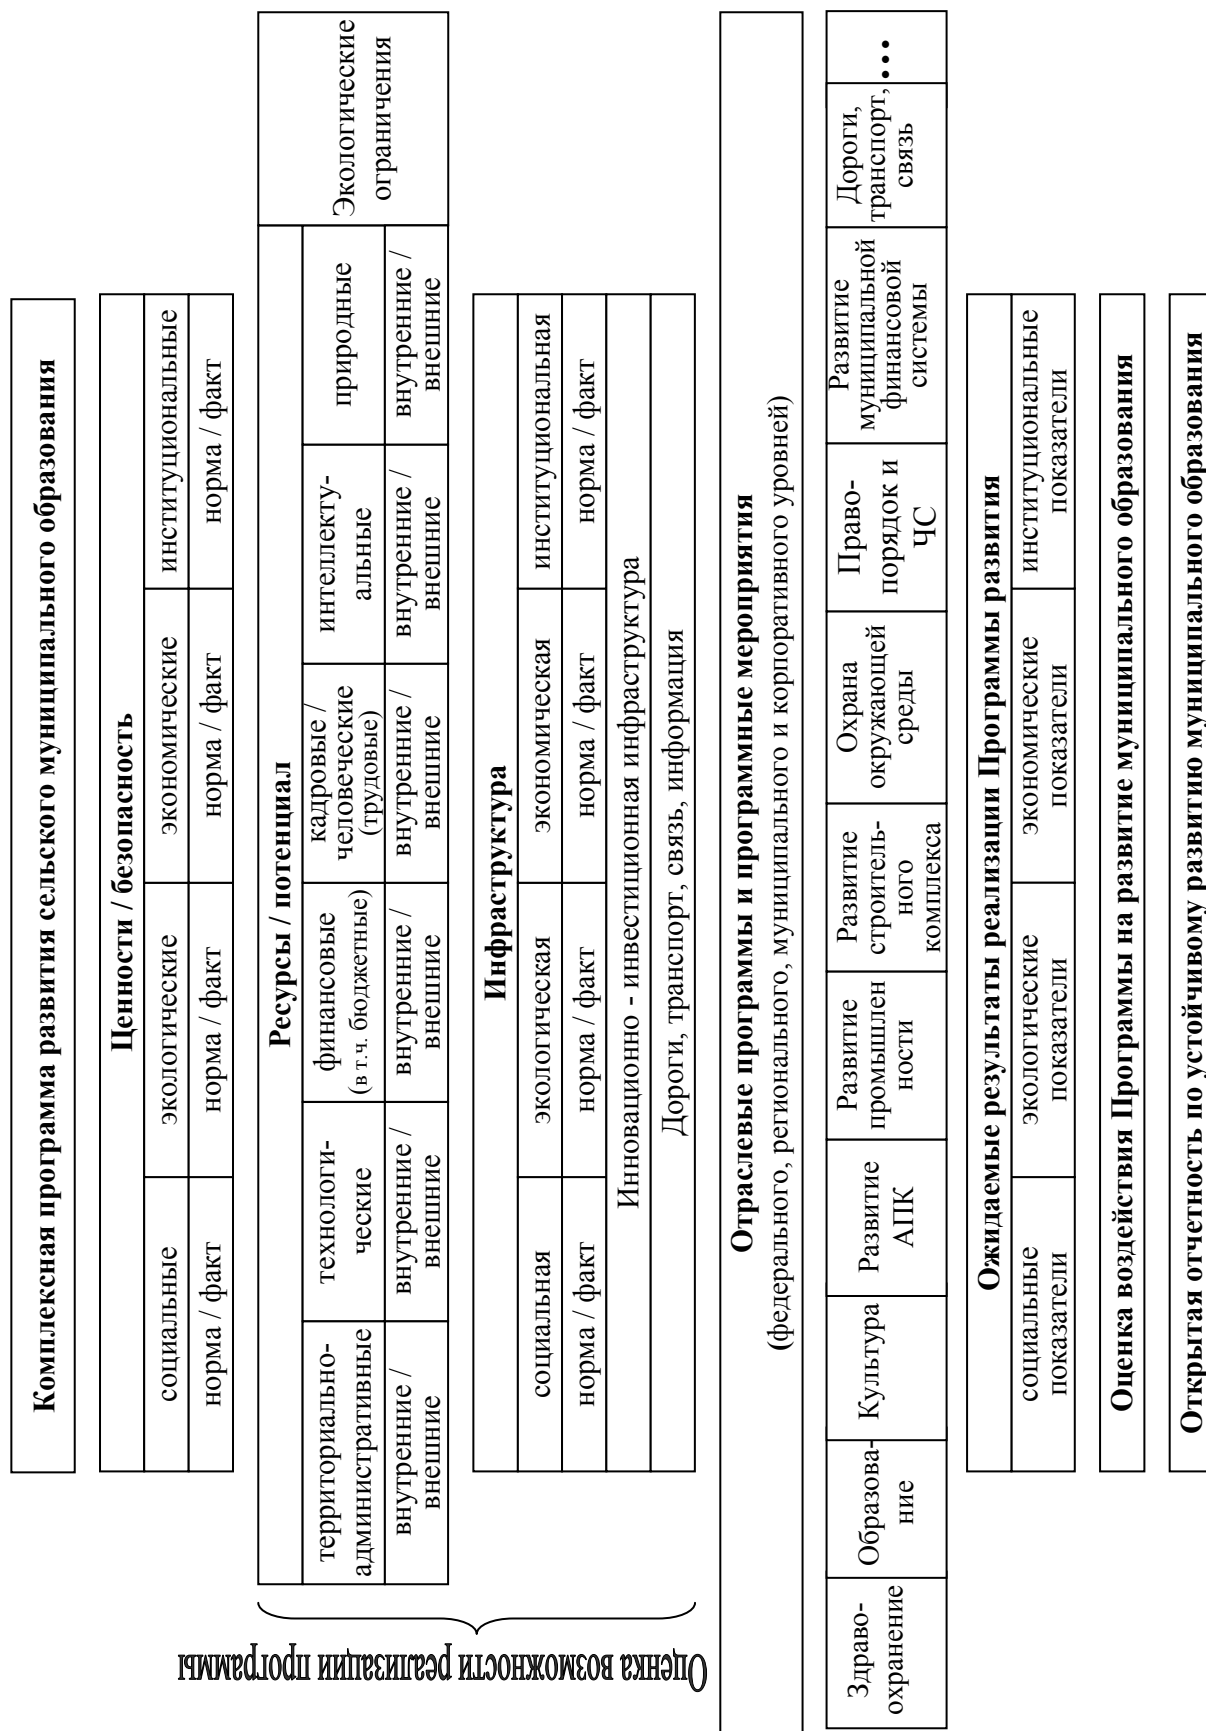 Комплексная программа развития сельского муниципального образования
Ценности / безопасность
социальные
экологические
экономические
институциональные
норма / факт
норма / факт
норма / факт
норма / факт
Оценка возможности реализации программы
Ресурсы / потенциал
Экологические
ограничения
территориально-
административные
технологи-
ческие
финансовые
(в т.ч. бюджетные)
кадровые /
человеческие
(трудовые)
интеллекту-
альные
природные
внутренние /
внешние
внутренние /
внешние
внутренние /
внешние
внутренние /
внешние
внутренние /
внешние
внутренние /
внешние
Инфраструктура
социальная
экологическая
экономическая
институциональная
норма / факт
норма / факт
норма / факт
норма / факт
Инновационно - инвестиционная инфраструктура
Дороги, транспорт, связь, информация
Отраслевые программы и программные мероприятия
(федерального, регионального, муниципального и корпоративного уровней)
Здраво-
охранение
Образова-
ние
Культура
Развитие
АПК
Развитие
промышлен
ности
Развитие
строитель-
ного
комплекса
Охрана
окружающей
среды
Право-
порядок и
ЧС
Развитие
муниципальной
финансовой
системы
Дороги,
транспорт,
связь
...
Ожидаемые результаты реализации Программы развития
социальные
показатели
экологические
показатели
экономические
показатели
институциональные
показатели
Оценка воздействия Программы на развитие муниципального образования
Открытая отчетность по устойчивому развитию муниципального образования